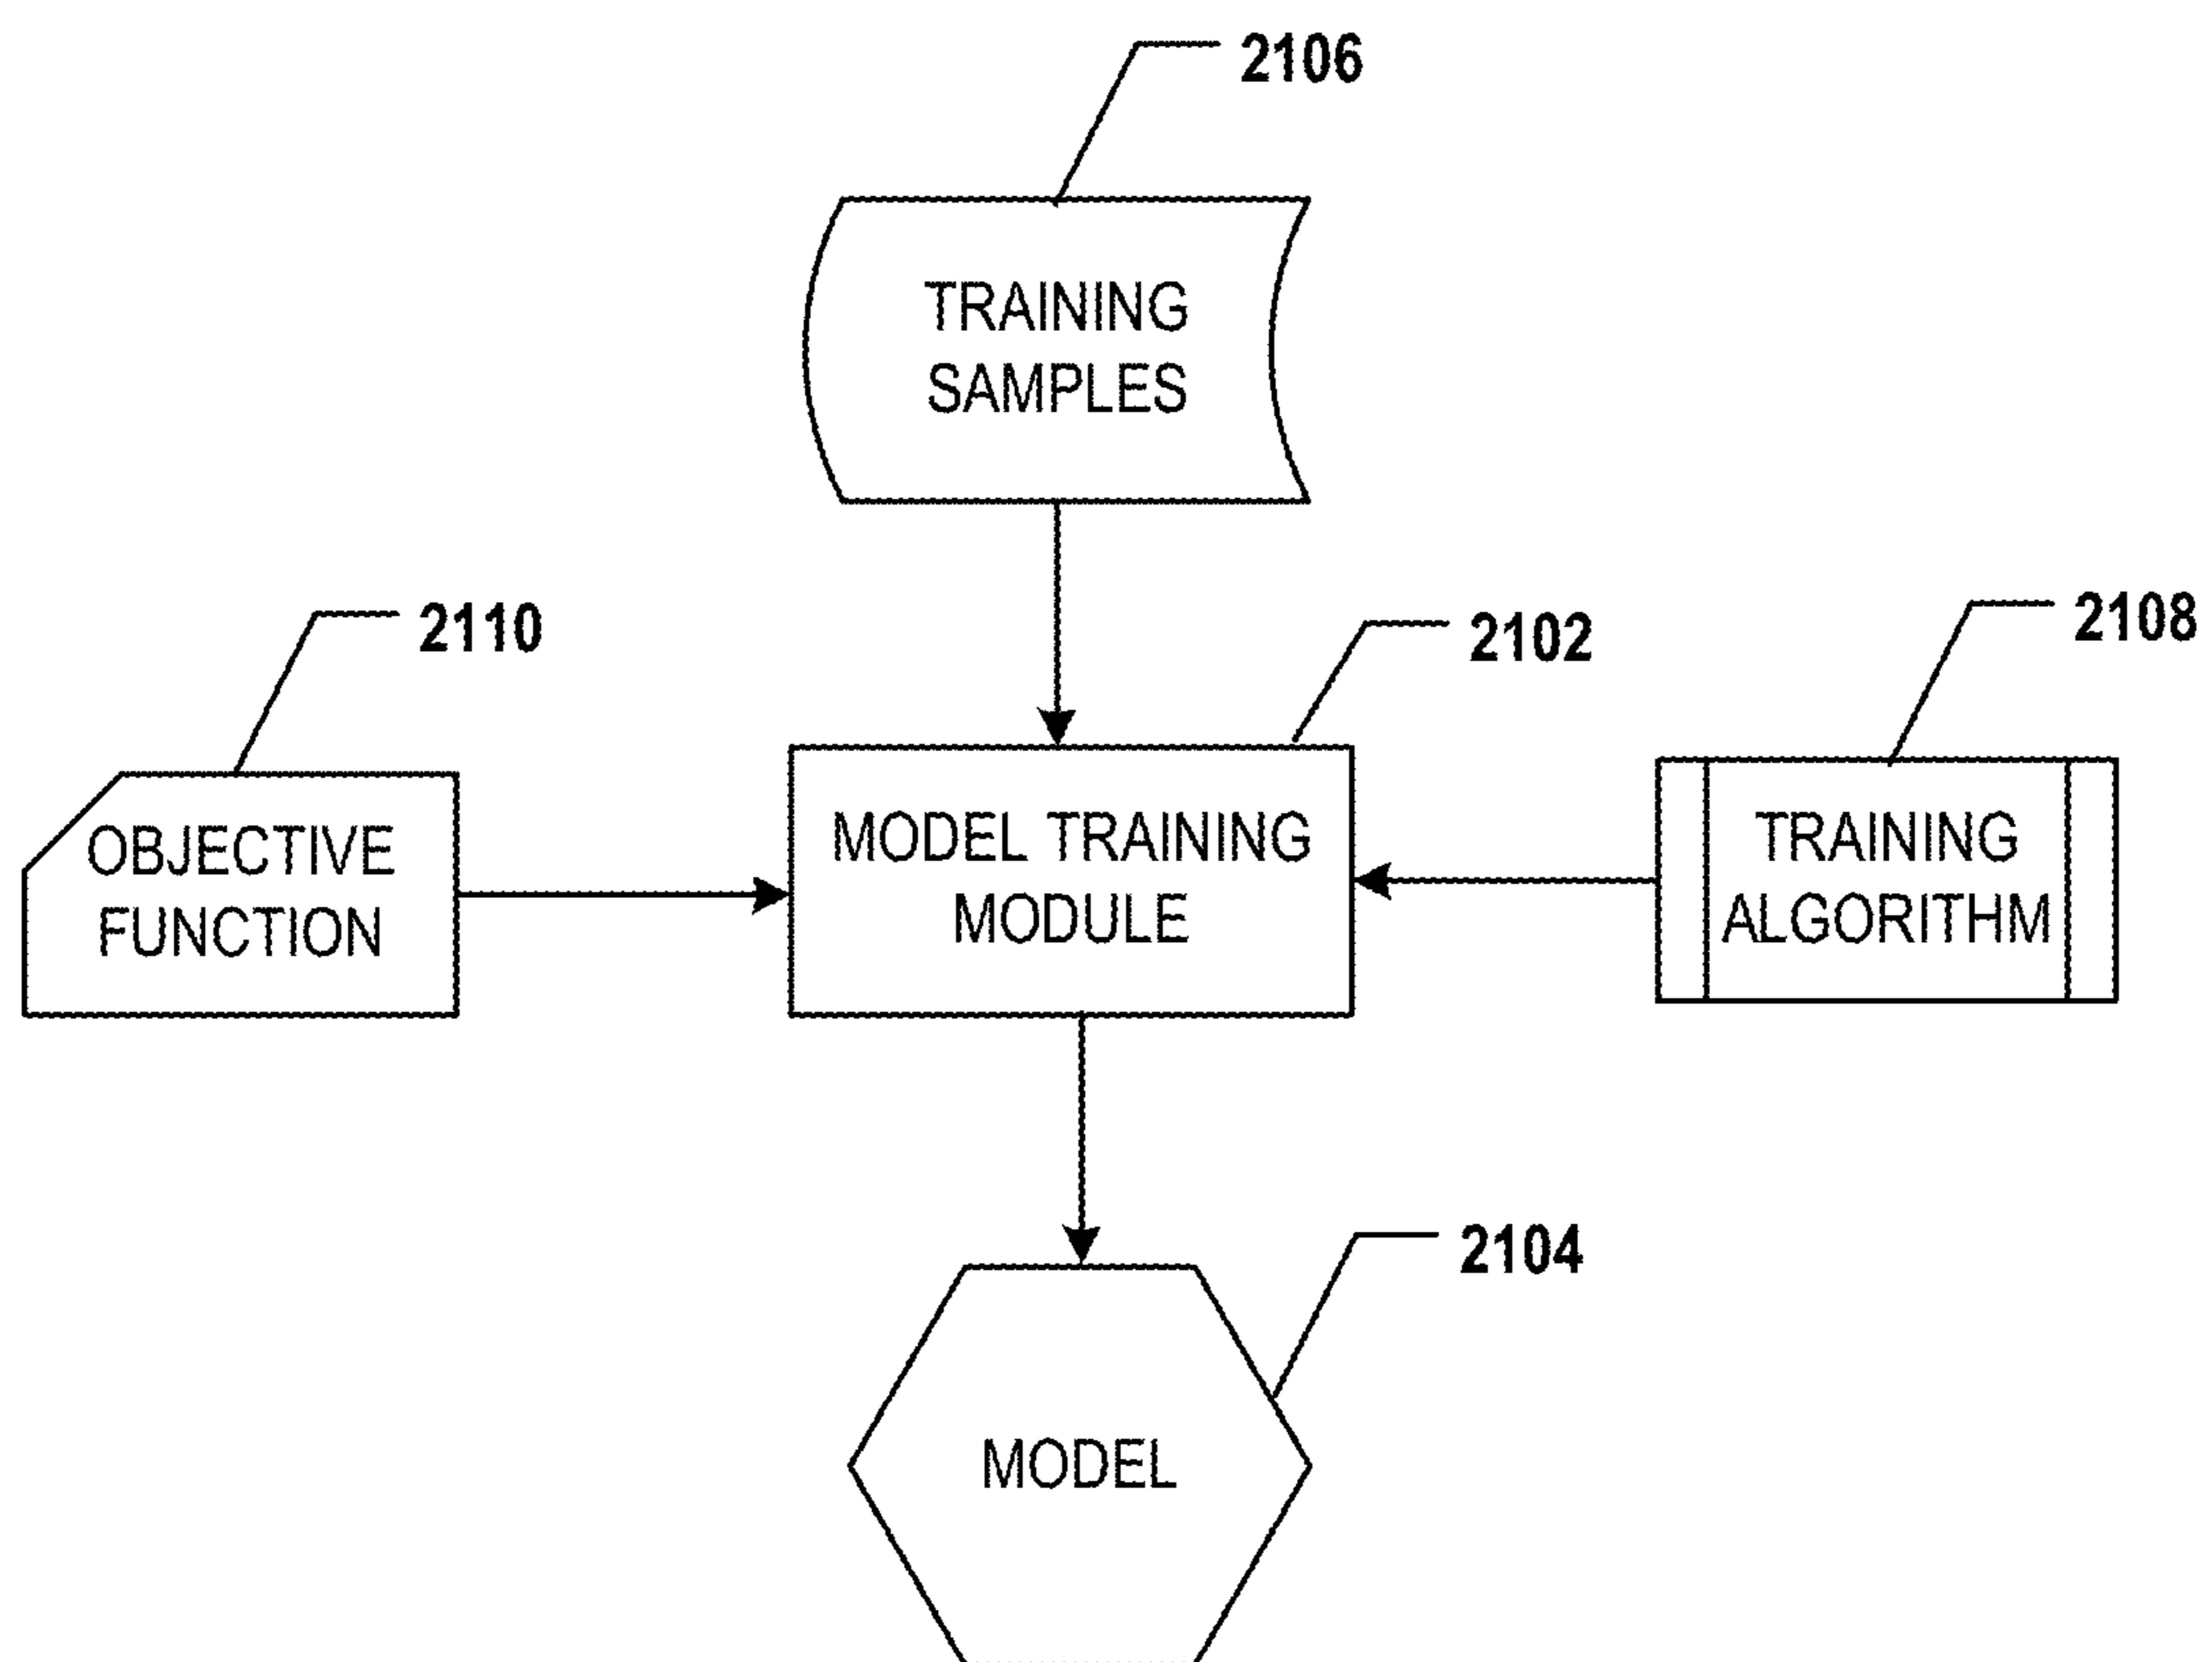 2106
TRAINING
SAMPLES
2110
2102
2108
OBJECTIVE
FUNCTION
MODEL TRAINING
MODULE
TRAINING
ALGORITHM
2104
MODEL